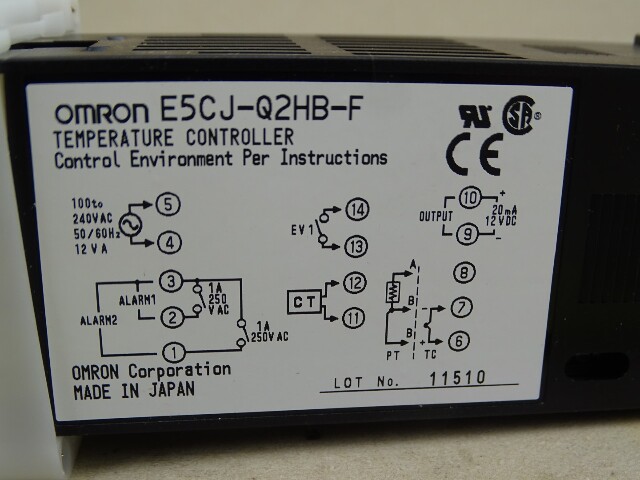 OMRON E5CJ-Q2HB-F
TEMPERATURE CONTROLLER
Control Environment Per Instructions
CE
100to
240VAC
50/60Hz
12VA
5
4
EV1
14
13
OUTPUT
10
9
+
20mA
12VDC
-
3
2
1
ALARM1
ALARM2
1A
250
VAC
1A
250VAC
CT
12
11
A
B
B
PT
+
-
TC
8
7
6
OMRON Corporation
MADE IN JAPAN
LOT No. 11510